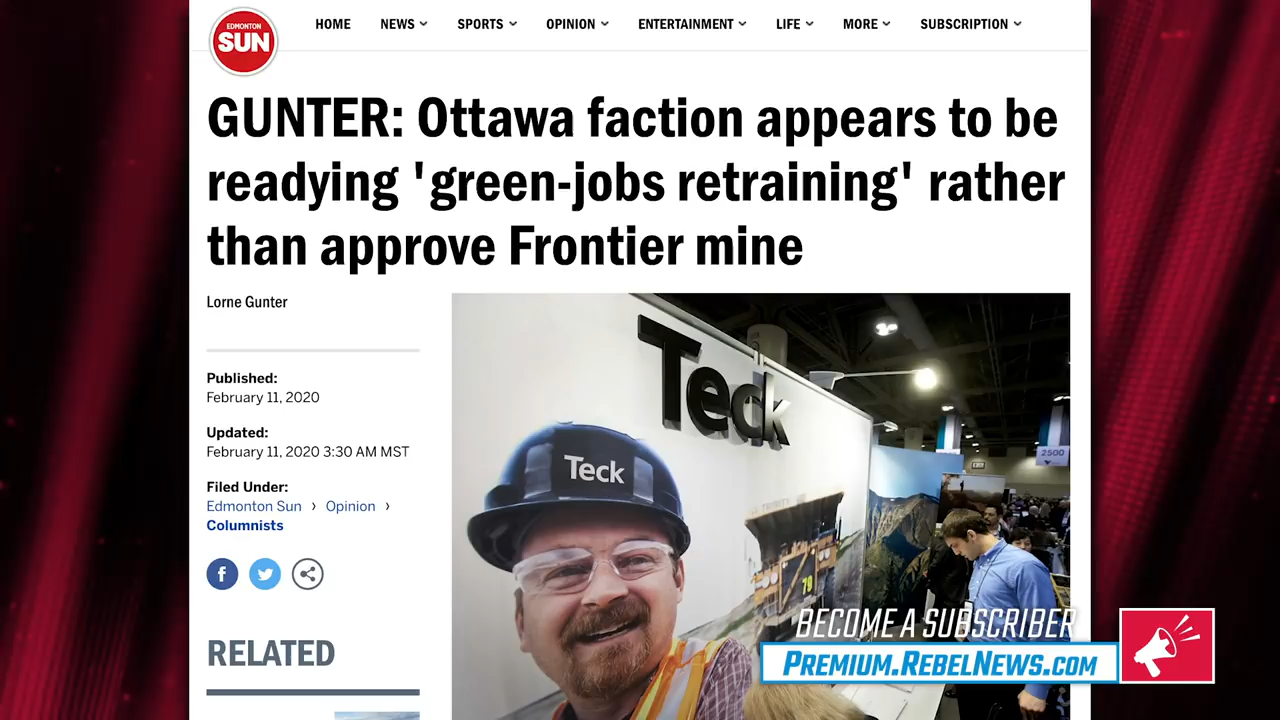 EDMONTON
SUN
HOME NEWS SPORTS OPINION ENTERTAINMENT LIFE MORE SUBSCRIPTION
GUNTER: Ottawa faction appears to be
readying 'green-jobs retraining' rather
than approve Frontier mine
Lorne Gunter
Published:
February 11, 2020
Updated:
February 11, 2020 3:30 AM MST
Filed Under:
Edmonton Sun › Opinion ›
Columnists
RELATED
Teck
Teck
79
2500
BECOME A SUBSCRIBER
PREMIUM.REBELNEWS.COM